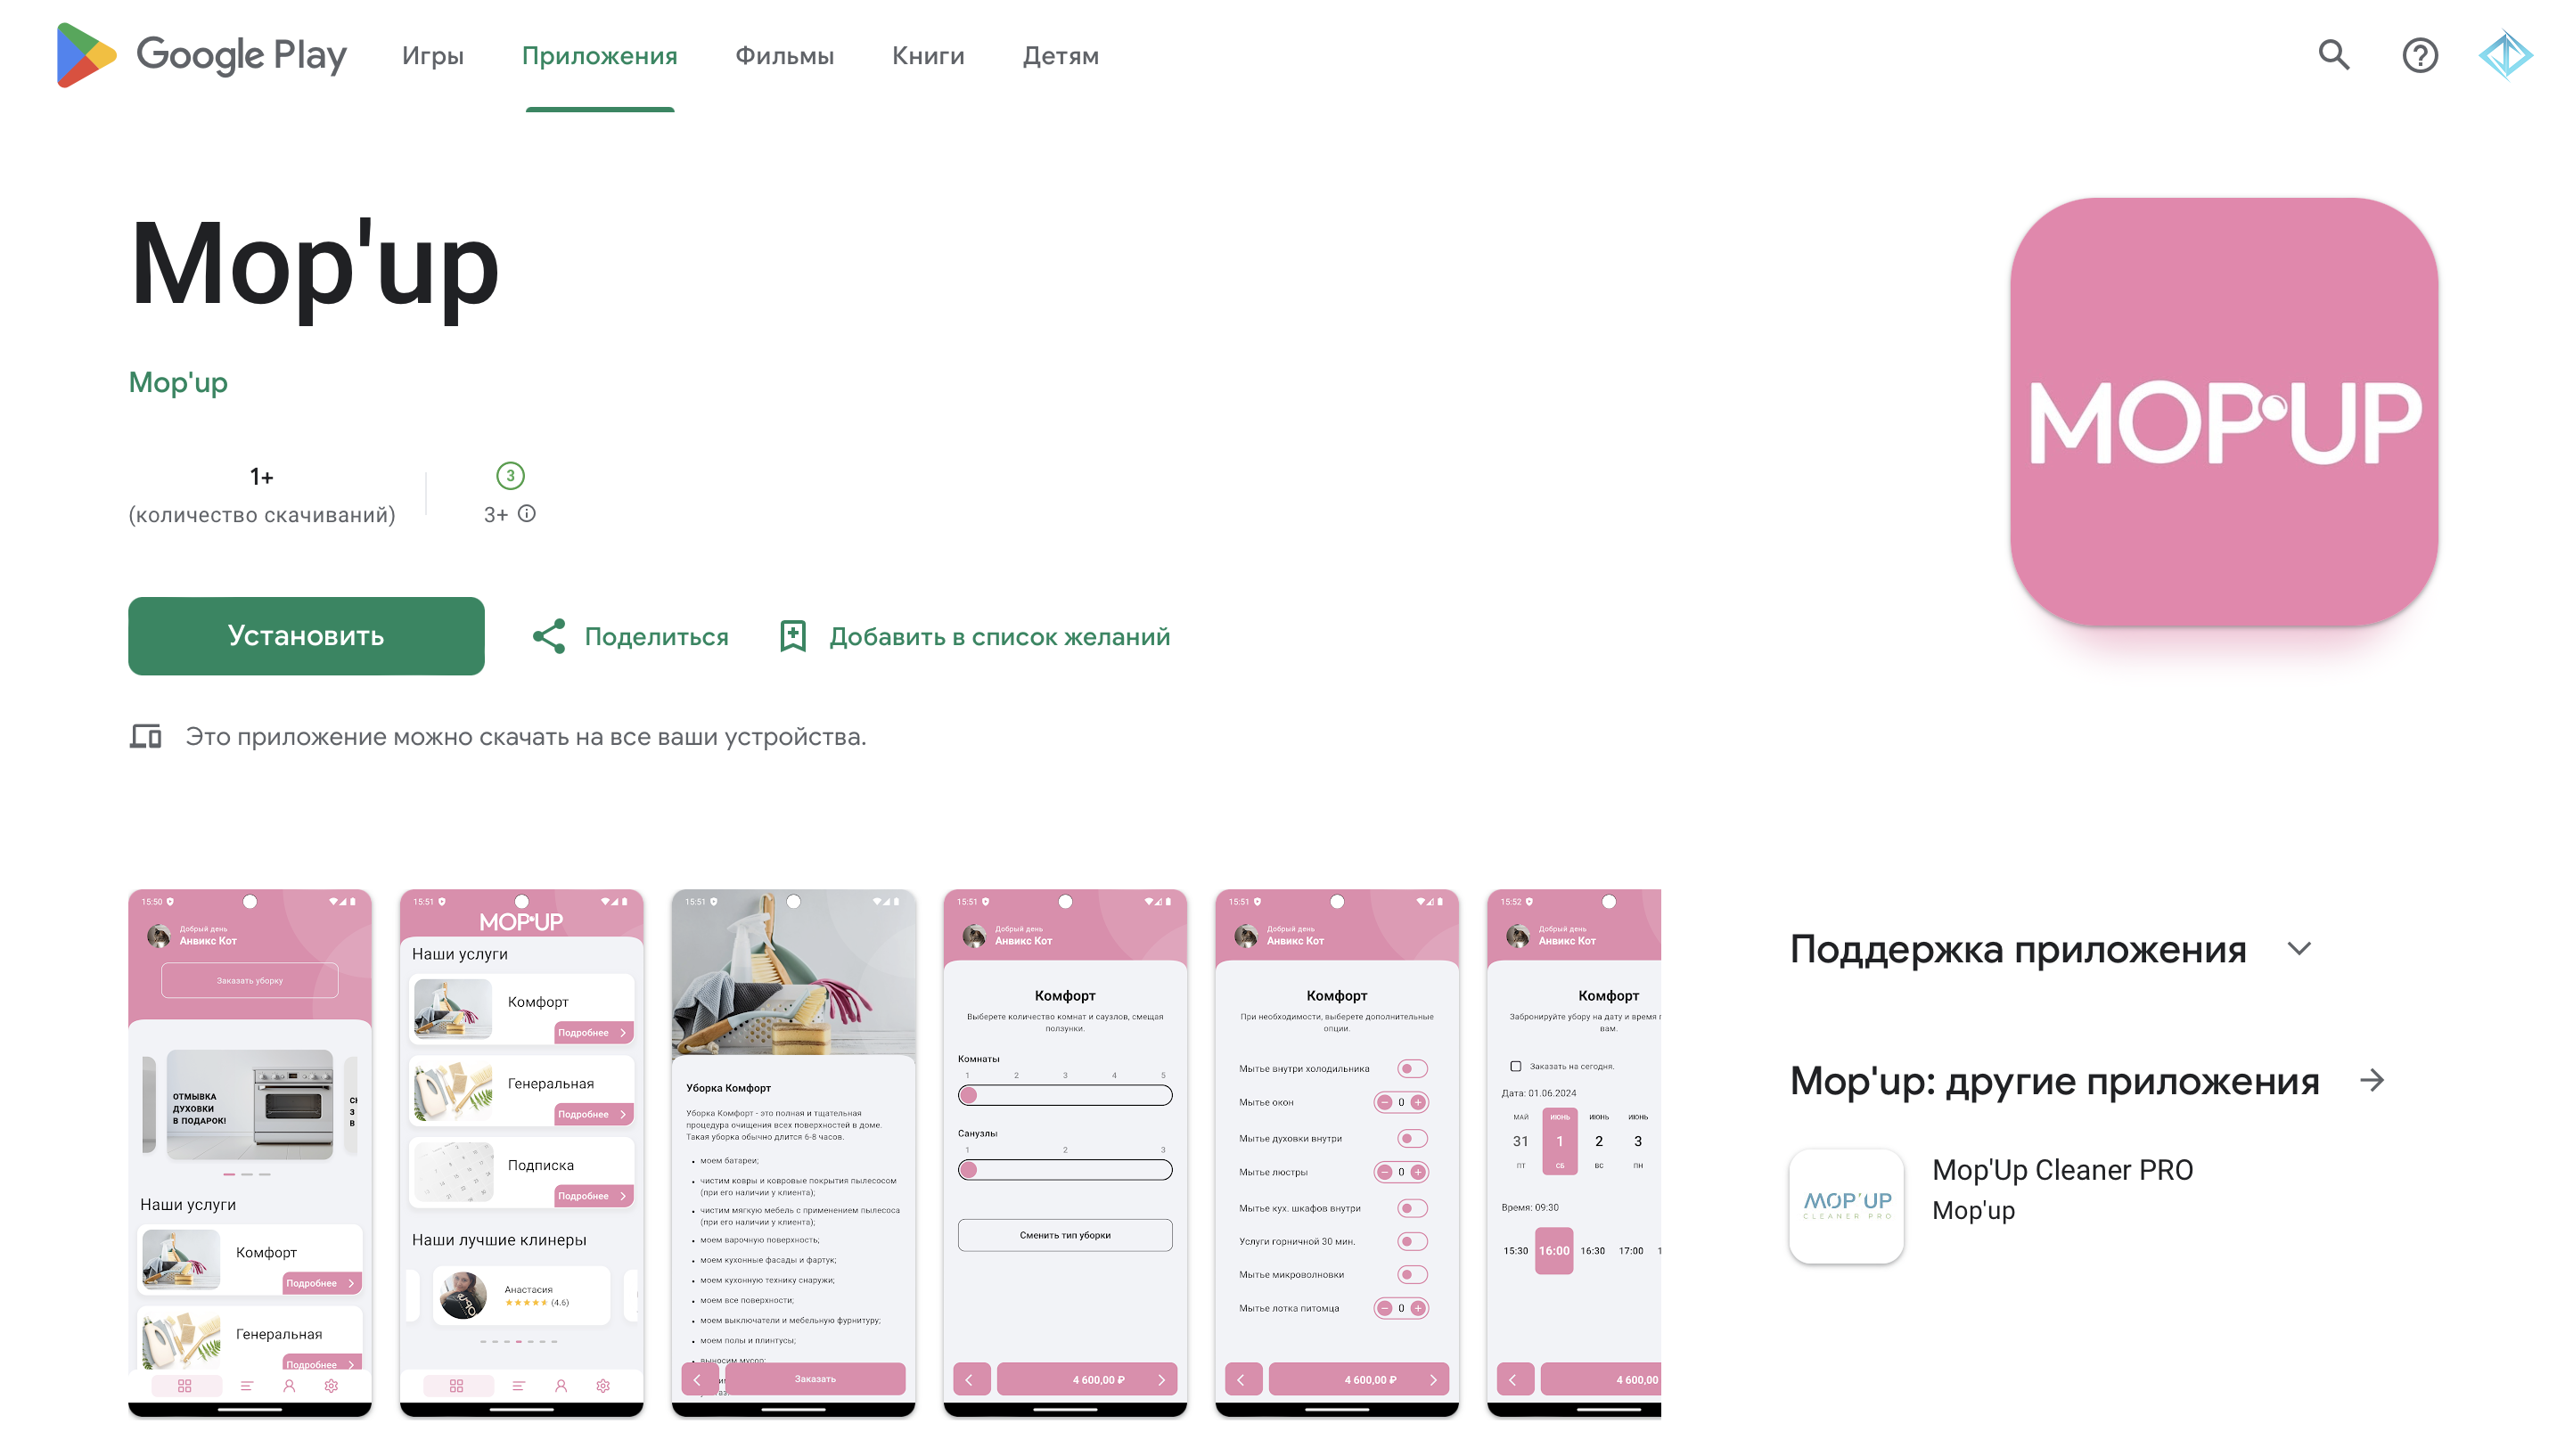 Google Play Игры Приложения Фильмы Книги Детям
Mop'up
Mop'up
1+
(количество скачиваний)
3
3+
Установить
Поделиться
Добавить в список желаний
Это приложение можно скачать на все ваши устройства.
MOP'UP
15:50
Добрый день
Анвикс Кот
Заказать уборку
ОТМЫВКА
ДУХОВКИ
В ПОДАРОК!
Наши услуги
Комфорт
Подробнее
Генеральная
Подробнее
15:51
MOP'UP
Наши услуги
Комфорт
Подробнее
Генеральная
Подробнее
Подписка
Подробнее
Наши лучшие клинеры
Анастасия
(4.6)
15:51
Уборка Комфорт
Уборка Комфорт - это полная и тщательная
процедура очищения всех поверхностей в доме.
Такая уборка обычно длится 6-8 часов.
• моем батареи;
• чистим ковры и ковровые покрытия пылесосом
(при его наличии у клиента);
• чистим мягкую мебель с применением пылесоса
(при его наличии у клиента);
• моем варочную поверхность;
• моем кухонные фасады и фартук;
• моем кухонную технику снаружи;
• моем все поверхности;
• моем выключатели и мебельную фурнитуру;
• моем полы и плинтусы;
• выносим мусор;
Заказать
15:51
Добрый день
Анвикс Кот
Комфорт
Выберете количество комнат и саузлов, смещая
ползунки.
Комнаты
1 2 3 4 5
Санузлы
1 2 3
Сменить тип уборки
4 600,00 ₽
15:51
Добрый день
Анвикс Кот
Комфорт
При необходимости, выберете дополнительные
опции.
Мытье внутри холодильника
Мытье окон 0
Мытье духовки внутри
Мытье люстры 0
Мытье кух. шкафов внутри
Услуги горничной 30 мин.
Мытье микроволновки
Мытье лотка питомца 0
4 600,00 ₽
15:52
Добрый день
Анвикс Кот
Комфорт
Забронируйте убору на дату и время
вам.
Заказать на сегодня.
Дата: 01.06.2024
МАЙ ИЮНЬ ИЮНЬ ИЮНЬ
31 1 2 3
ПТ СБ ВС ПН
Время: 09:30
15:30 16:00 16:30 17:00
4 600,00
Поддержка приложения
Mop'up: другие приложения
MOP'UP
CLEANER PRO
Mop'Up Cleaner PRO
Mop'up